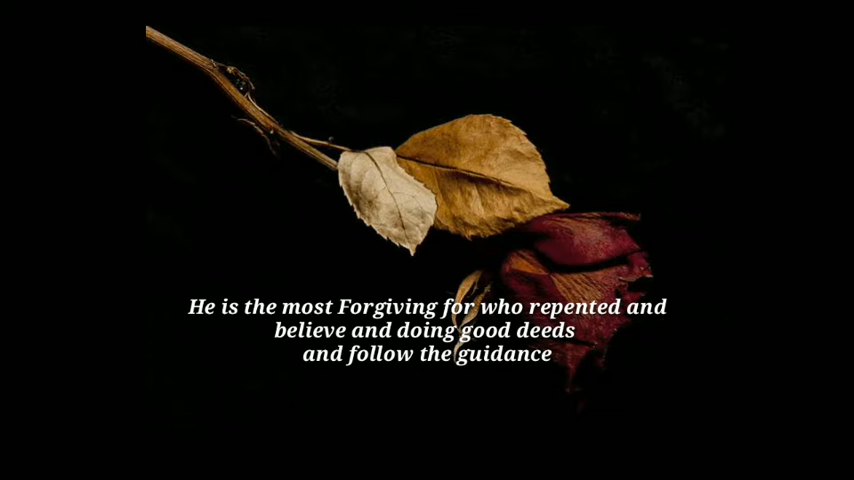 He is the most Forgiving for who repented and
believe and doing good deeds
and follow the guidance